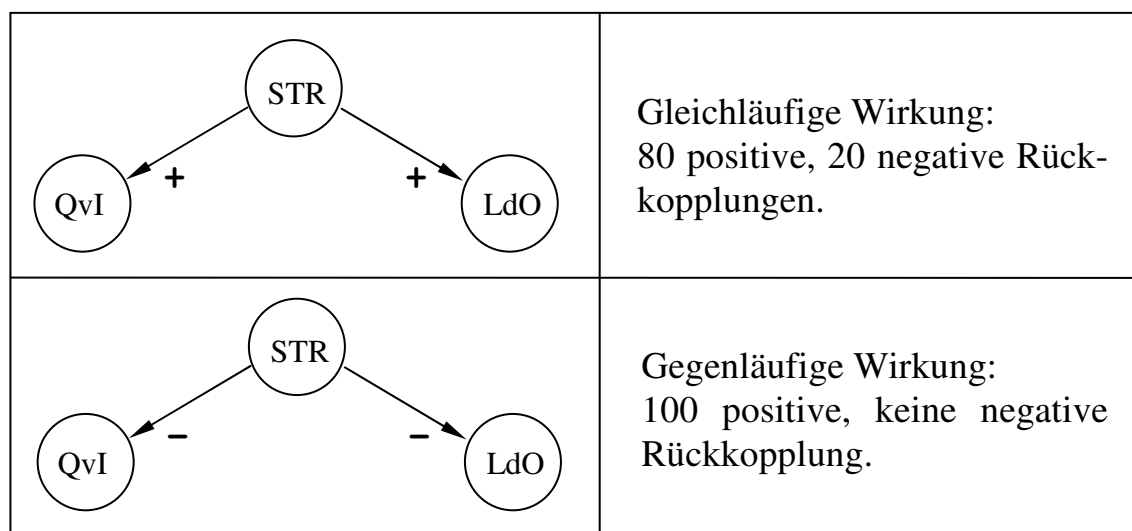 STR
+ +
QvI LdO
Gleichläufige Wirkung:
80 positive, 20 negative Rück-
kopplungen.
STR
− −
QvI LdO
Gegenläufige Wirkung:
100 positive, keine negative
Rückkopplung.